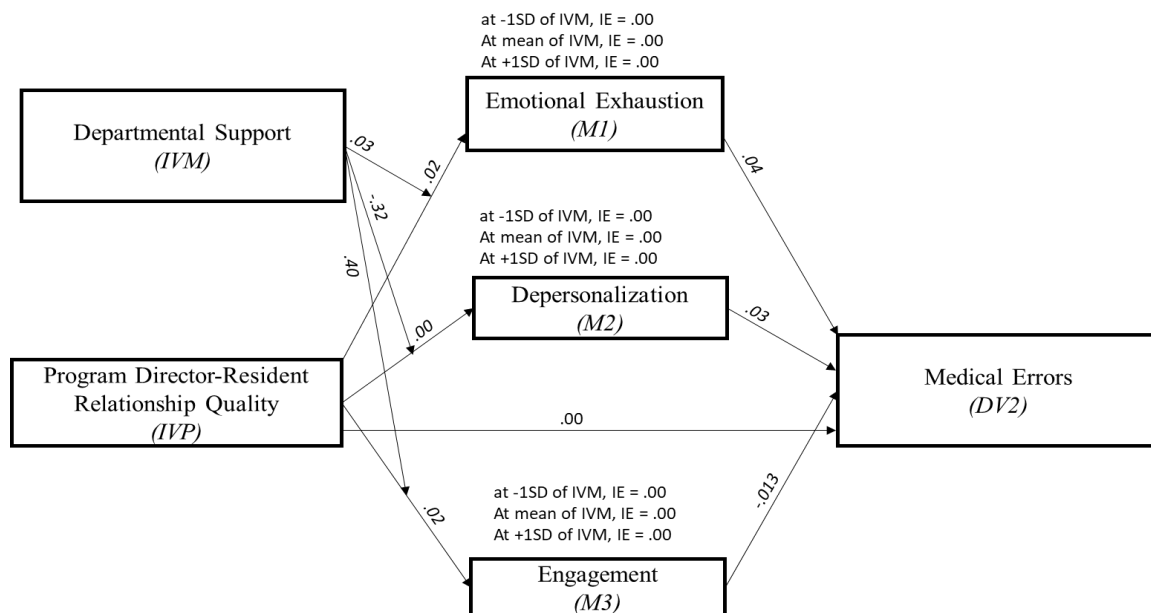 at -1SD of IVM, IE = .00
At mean of IVM, IE = .00
At +1SD of IVM, IE = .00
Emotional Exhaustion
(M1)
Departmental Support
(IVM)
.03
.02
-.32
.40
.04
at -1SD of IVM, IE = .00
At mean of IVM, IE = .00
At +1SD of IVM, IE = .00
Depersonalization
(M2)
.00
.03
Program Director-Resident
Relationship Quality
(IVP)
Medical Errors
(DV2)
.00
at -1SD of IVM, IE = .00
At mean of IVM, IE = .00
At +1SD of IVM, IE = .00
.02
-.013
Engagement
(M3)